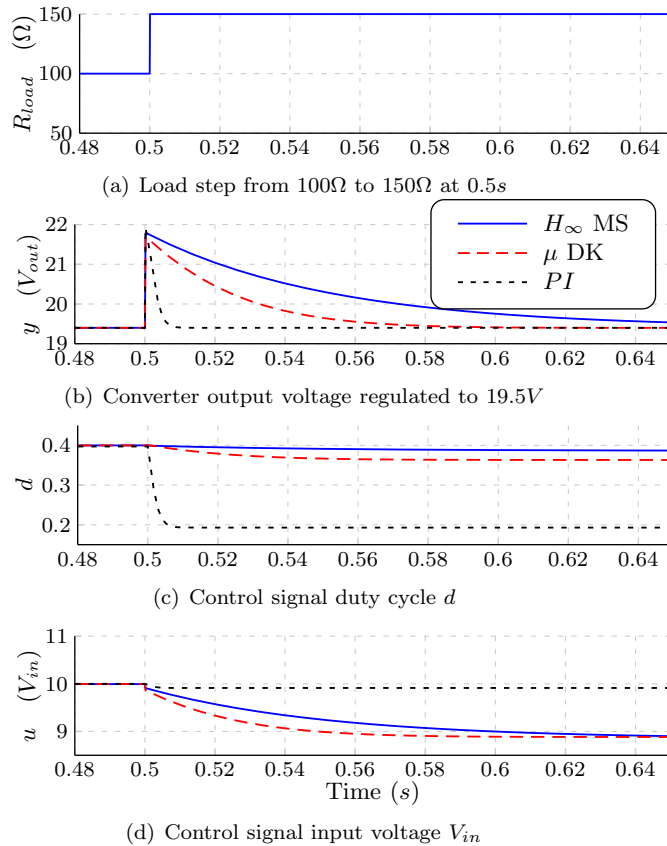 150
100
50
R_load (Ω)
0.48 0.5 0.52 0.54 0.56 0.58 0.6 0.62 0.64
(a) Load step from 100Ω to 150Ω at 0.5s
22
21
20
19
y (V_out)
H∞ MS
μ DK
PI
0.48 0.5 0.52 0.54 0.56 0.58 0.6 0.62 0.64
(b) Converter output voltage regulated to 19.5V
0.4
0.3
0.2
d
0.48 0.5 0.52 0.54 0.56 0.58 0.6 0.62 0.64
(c) Control signal duty cycle d
11
10
9
u (V_in)
0.48 0.5 0.52 0.54 0.56 0.58 0.6 0.62 0.64
Time (s)
(d) Control signal input voltage V_in